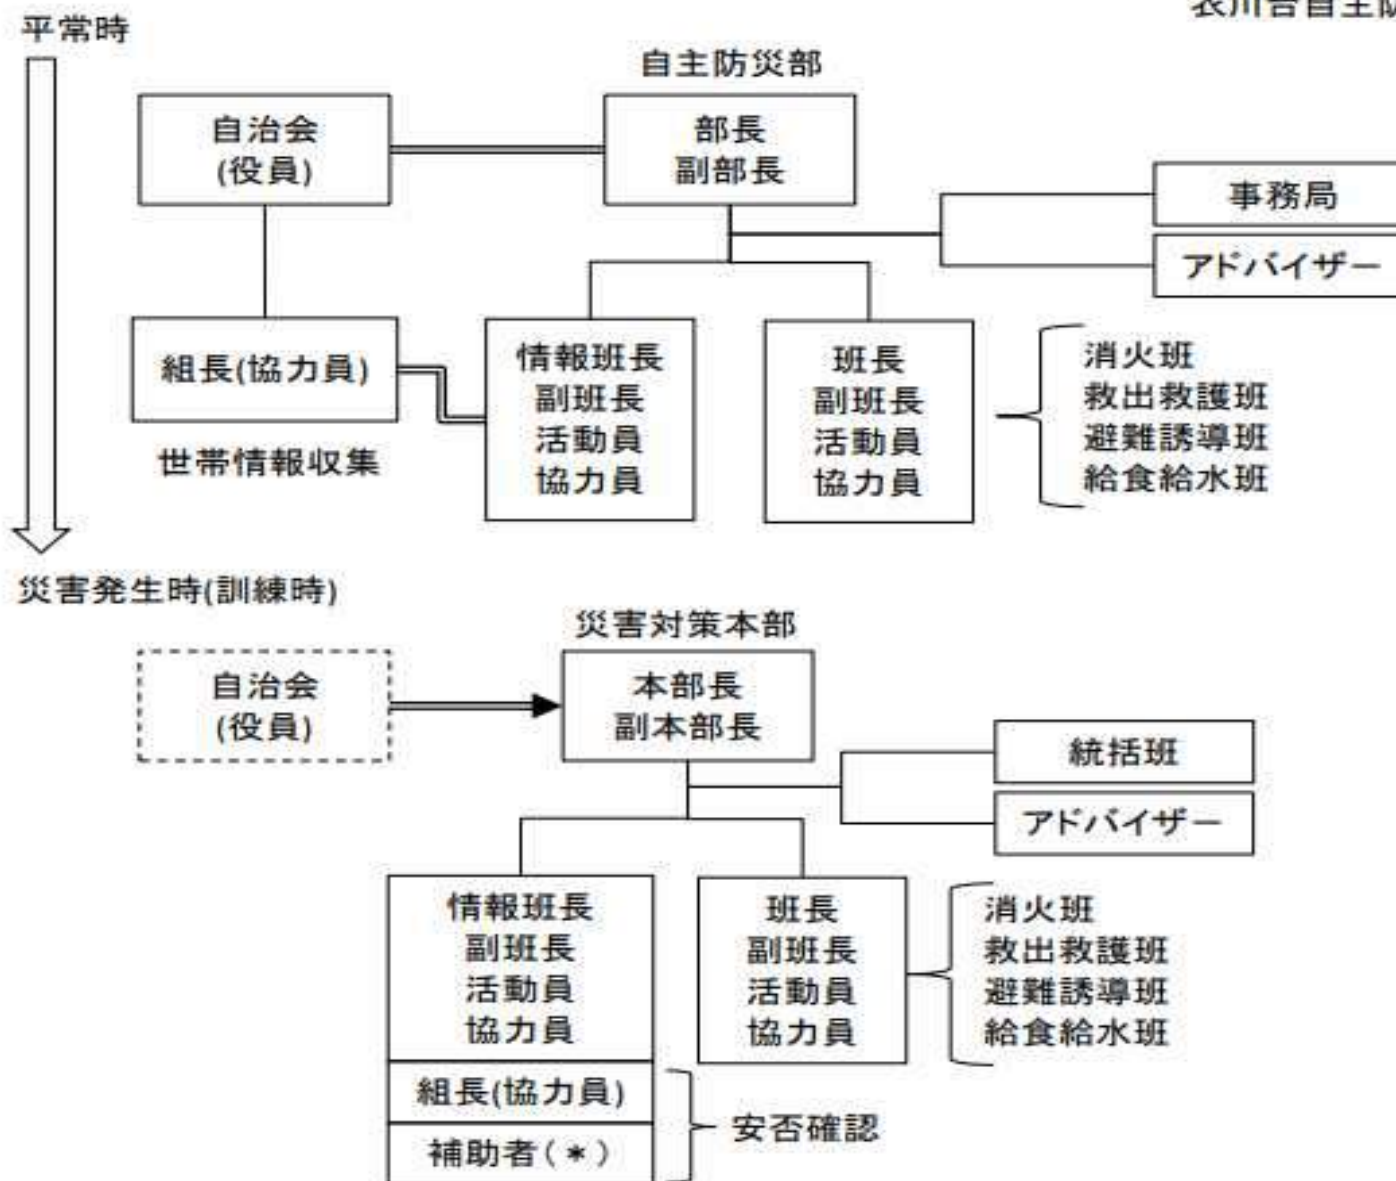 平常時
自主防災部
自治会
(役員)
部長
副部長
事務局
アドバイザー
組長(協力員)
世帯情報収集
情報班長
副班長
活動員
協力員
班長
副班長
活動員
協力員
消火班
救出救護班
避難誘導班
給食給水班
災害発生時(訓練時)
災害対策本部
自治会
(役員)
本部長
副本部長
統括班
アドバイザー
情報班長
副班長
活動員
協力員
組長(協力員)
補助者(*)
安否確認
班長
副班長
活動員
協力員
消火班
救出救護班
避難誘導班
給食給水班